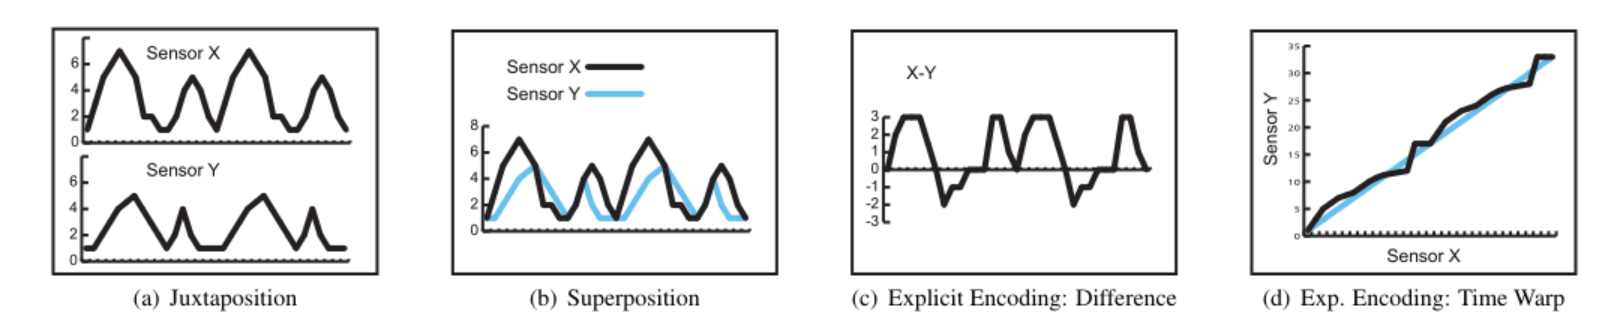 Sensor X
6
4
2
0
Sensor Y
6
4
2
0
(a) Juxtaposition
Sensor X
Sensor Y
8
6
4
2
0
(b) Superposition
X-Y
3
2
1
0
-1
-2
-3
(c) Explicit Encoding: Difference
35
30
25
20
15
10
5
0
Sensor Y
Sensor X
(d) Exp. Encoding: Time Warp